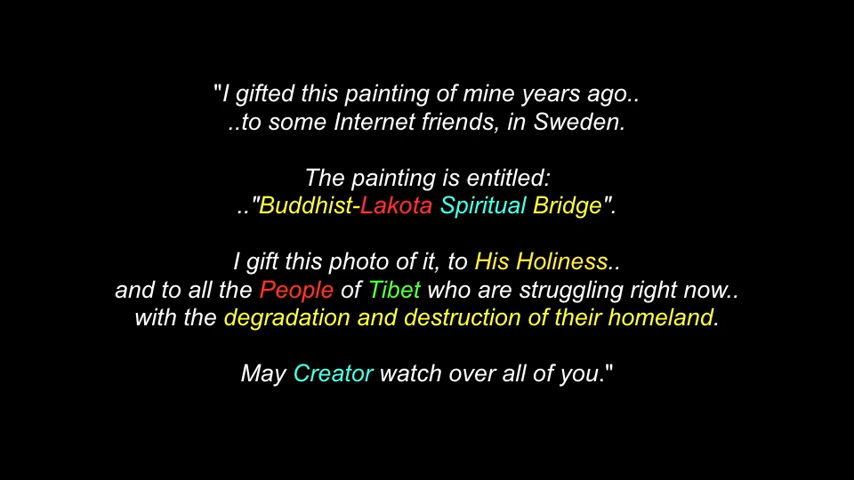 "I gifted this painting of mine years ago..
..to some Internet friends, in Sweden.
The painting is entitled:
.."Buddhist-Lakota Spiritual Bridge".
I gift this photo of it, to His Holiness..
and to all the People of Tibet who are struggling right now..
with the degradation and destruction of their homeland.
May Creator watch over all of you."